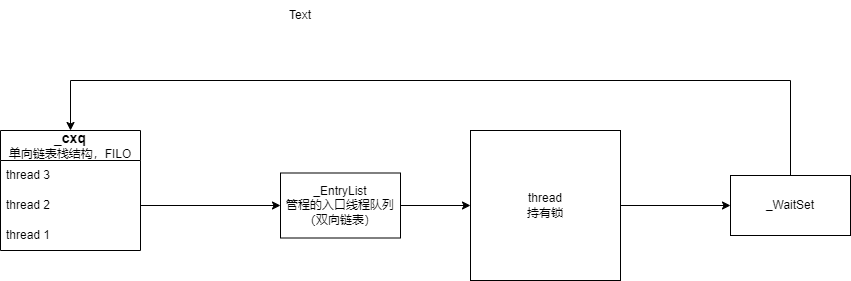 Text
_cxq
单向链表栈结构，FILO
thread 3
thread 2
thread 1
_EntryList
管程的入口线程队列
（双向链表）
thread
持有锁
_WaitSet